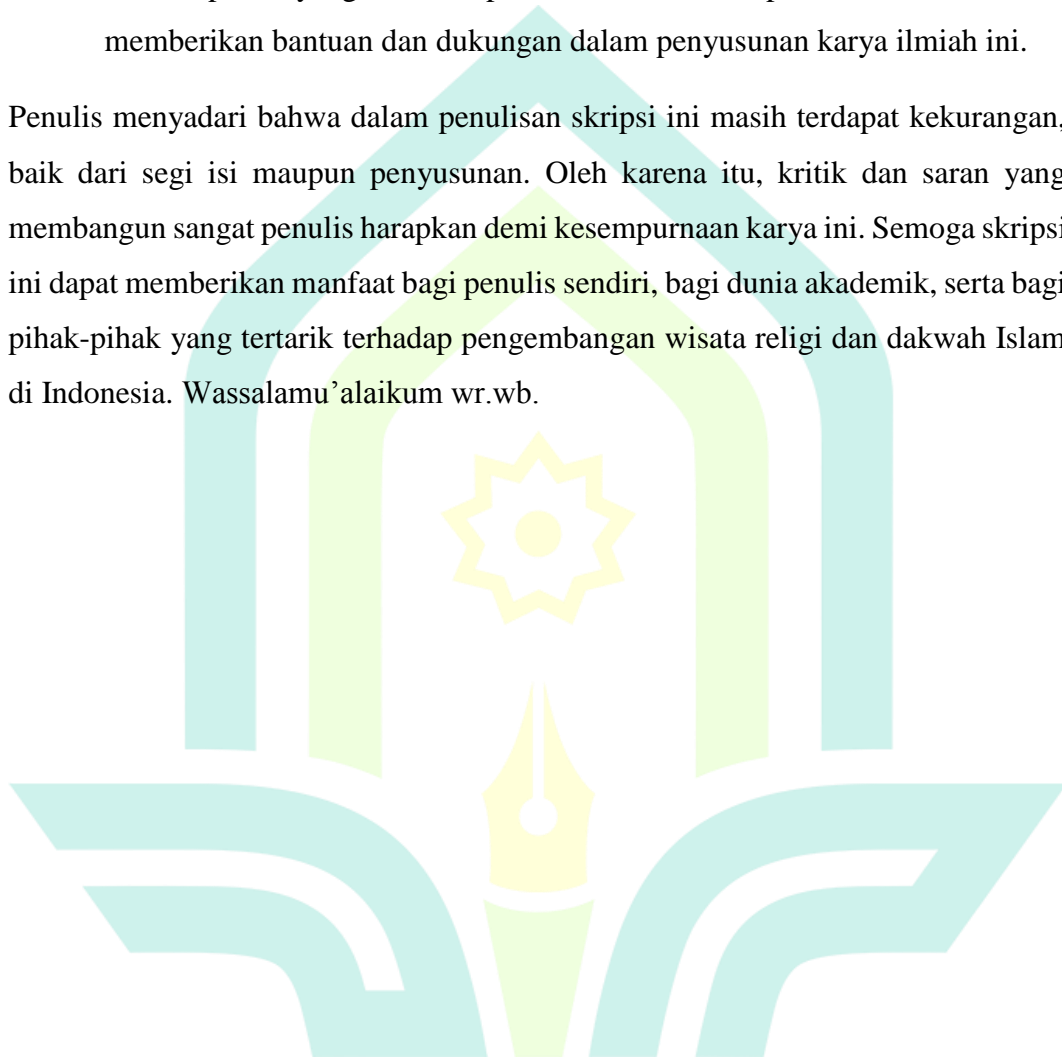 memberikan bantuan dan dukungan dalam penyusunan karya ilmiah ini.
Penulis menyadari bahwa dalam penulisan skripsi ini masih terdapat kekurangan,
baik dari segi isi maupun penyusunan. Oleh karena itu, kritik dan saran yang
membangun sangat penulis harapkan demi kesempurnaan karya ini. Semoga skripsi
ini dapat memberikan manfaat bagi penulis sendiri, bagi dunia akademik, serta bagi
pihak-pihak yang tertarik terhadap pengembangan wisata religi dan dakwah Islam
di Indonesia. Wassalamu’alaikum wr.wb.